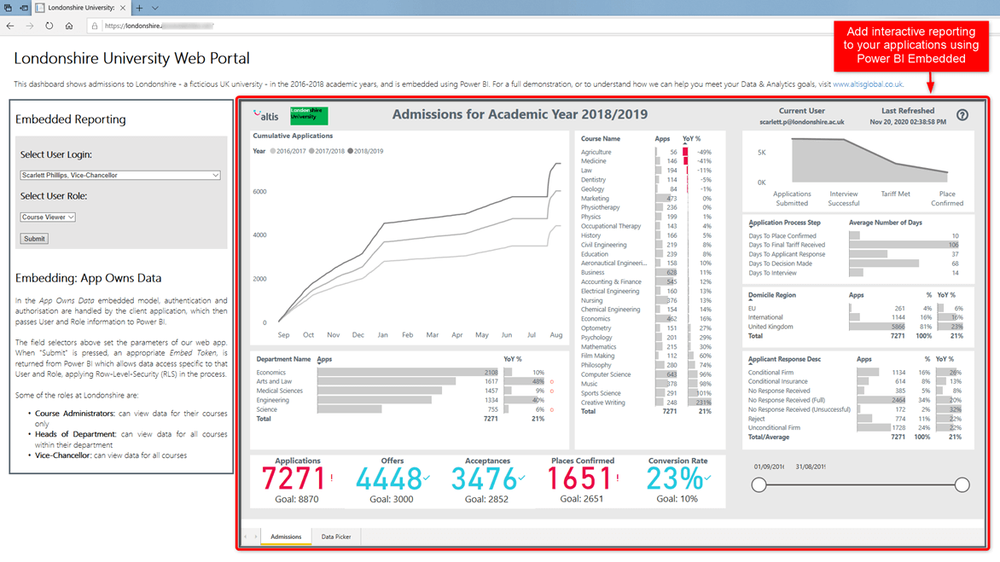 Londonshire University:
https://londonshire.
Add interactive reporting
to your applications using
Power BI Embedded
Londonshire University Web Portal
This dashboard shows admissions to Londonshire - a ficticious UK university - in the 2016-2018 academic years, and is embedded using Power BI. For a full demonstration, or to understand how we can help you meet your Data & Analytics goals, visit www.altisglobal.co.uk.
Embedded Reporting
Select User Login:
Scarlett Phillips, Vice-Chancellor
Select User Role:
Course Viewer
Submit
Embedding: App Owns Data
In the App Owns Data embedded model, authentication and
authorisation are handled by the client application, which then
passes User and Role information to Power BI.
The field selectors above set the parameters of our web app.
When "Submit" is pressed, an appropriate Embed Token, is
returned from Power BI which allows data access specific to that
User and Role, applying Row-Level-Security (RLS) in the process.
Some of the roles at Londonshire are:
• Course Administrators: can view data for their courses
only
• Heads of Department: can view data for all courses
within their department
• Vice-Chancellor: can view data for all courses
altis
Londonshire
University
Admissions for Academic Year 2018/2019
Current User
scarlett.p@londonshire.ac.uk
Last Refreshed
Nov 20, 2020 02:38:58 PM
?
Cumulative Applications
Year 2016/2017 2017/2018 2018/2019
6000
4000
2000
0
Sep Oct Nov Dec Jan Feb Mar Apr May Jun Jul Aug
Department Name Apps YoY %
Economics 2108 10%
Arts and Law 1617 48%
Medical Sciences 1457 9%
Engineering 1334 40%
Science 755 6%
Total 7271 21%
Course Name Apps YoY %
Agriculture 56 -49%
Medicine 146 -41%
Law 194 -11%
Dentistry 114 -5%
Geology 84 -1%
Marketing 473 0%
Physiotherapy 236 0%
Physics 199 1%
Occupational Therapy 143 4%
History 166 5%
Civil Engineering 219 8%
Education 239 8%
Aeronautical Engineeri... 158 10%
Business 628 11%
Accounting & Finance 545 12%
Electrical Engineering 160 13%
Nursing 376 13%
Chemical Engineering 154 14%
Economics 462 16%
Optometry 151 27%
Psychology 201 29%
Mathematics 215 30%
Film Making 112 60%
Philosophy 280 74%
Computer Science 643 96%
Music 378 98%
Sports Science 291 101%
Creative Writing 248 231%
Total 7271 21%
5K
0K
Applications Submitted
Interview Successful
Tariff Met
Place Confirmed
Application Process Step Average Number of Days
Days To Place Confirmed 10
Days To Final Tariff Received 106
Days To Applicant Response 37
Days To Decision Made 68
Days To Interview 14
Domicile Region Apps % YoY %
EU 261 4% 6%
International 1144 16% 16%
United Kingdom 5866 81% 23%
Total 7271 100% 21%
Applicant Response Desc Apps % YoY %
Conditional Firm 1134 16% 26%
Conditional Insurance 614 8% 13%
No Response Received 385 5% 8%
No Response Received (Full) 2464 34% 20%
No Response Received (Unsuccessful) 172 2% 32%
Reject 774 11% 22%
Unconditional Firm 1728 24% 22%
Total/Average 7271 100% 21%
Applications
7271 !
Goal: 8870
Offers
4448
Goal: 3000
Acceptances
3476
Goal: 2852
Places Confirmed
1651 !
Goal: 2651
Conversion Rate
23%
Goal: 10%
01/09/2016 31/08/2019
Admissions
Data Picker